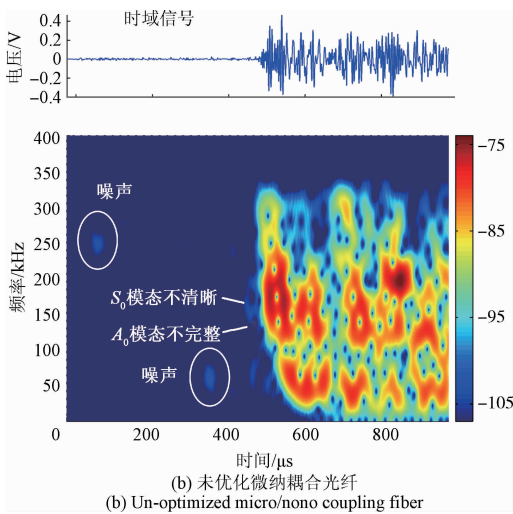 时域信号
0.4
0.2
0
−0.2
−0.4
电压/V
400
350
300
250
200
150
100
50
频率/kHz
噪声
S₀模态不清晰
A₀模态不完整
噪声
−75
−85
−95
−105
0 200 400 600 800
时间/μs
(b) 未优化微纳耦合光纤
(b) Un-optimized micro/nono coupling fiber